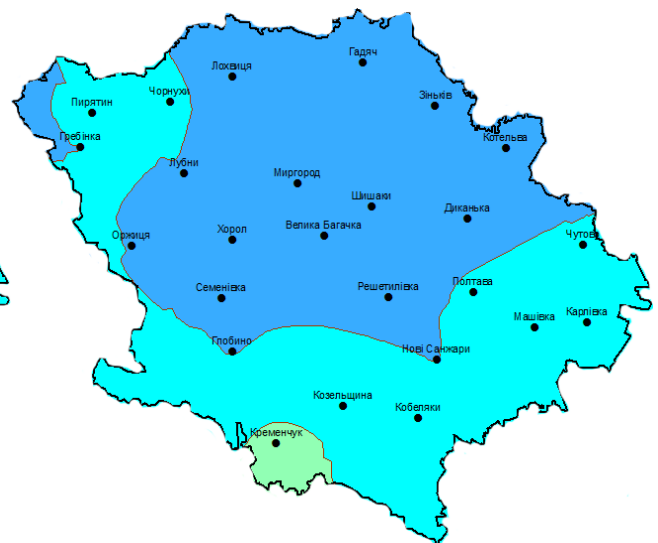 Гадяч
Лохвиця
Чорнухи
Пирятин
Зіньків
Гребінка
Котельва
Лубни
Миргород
Шишаки
Диканька
Хорол
Велика Багачка
Оржиця
Чутове
Семенівка
Решетилівка
Полтава
Карлівка
Машівка
Глобино
Нові Санжари
Козельщина
Кобеляки
Кременчук